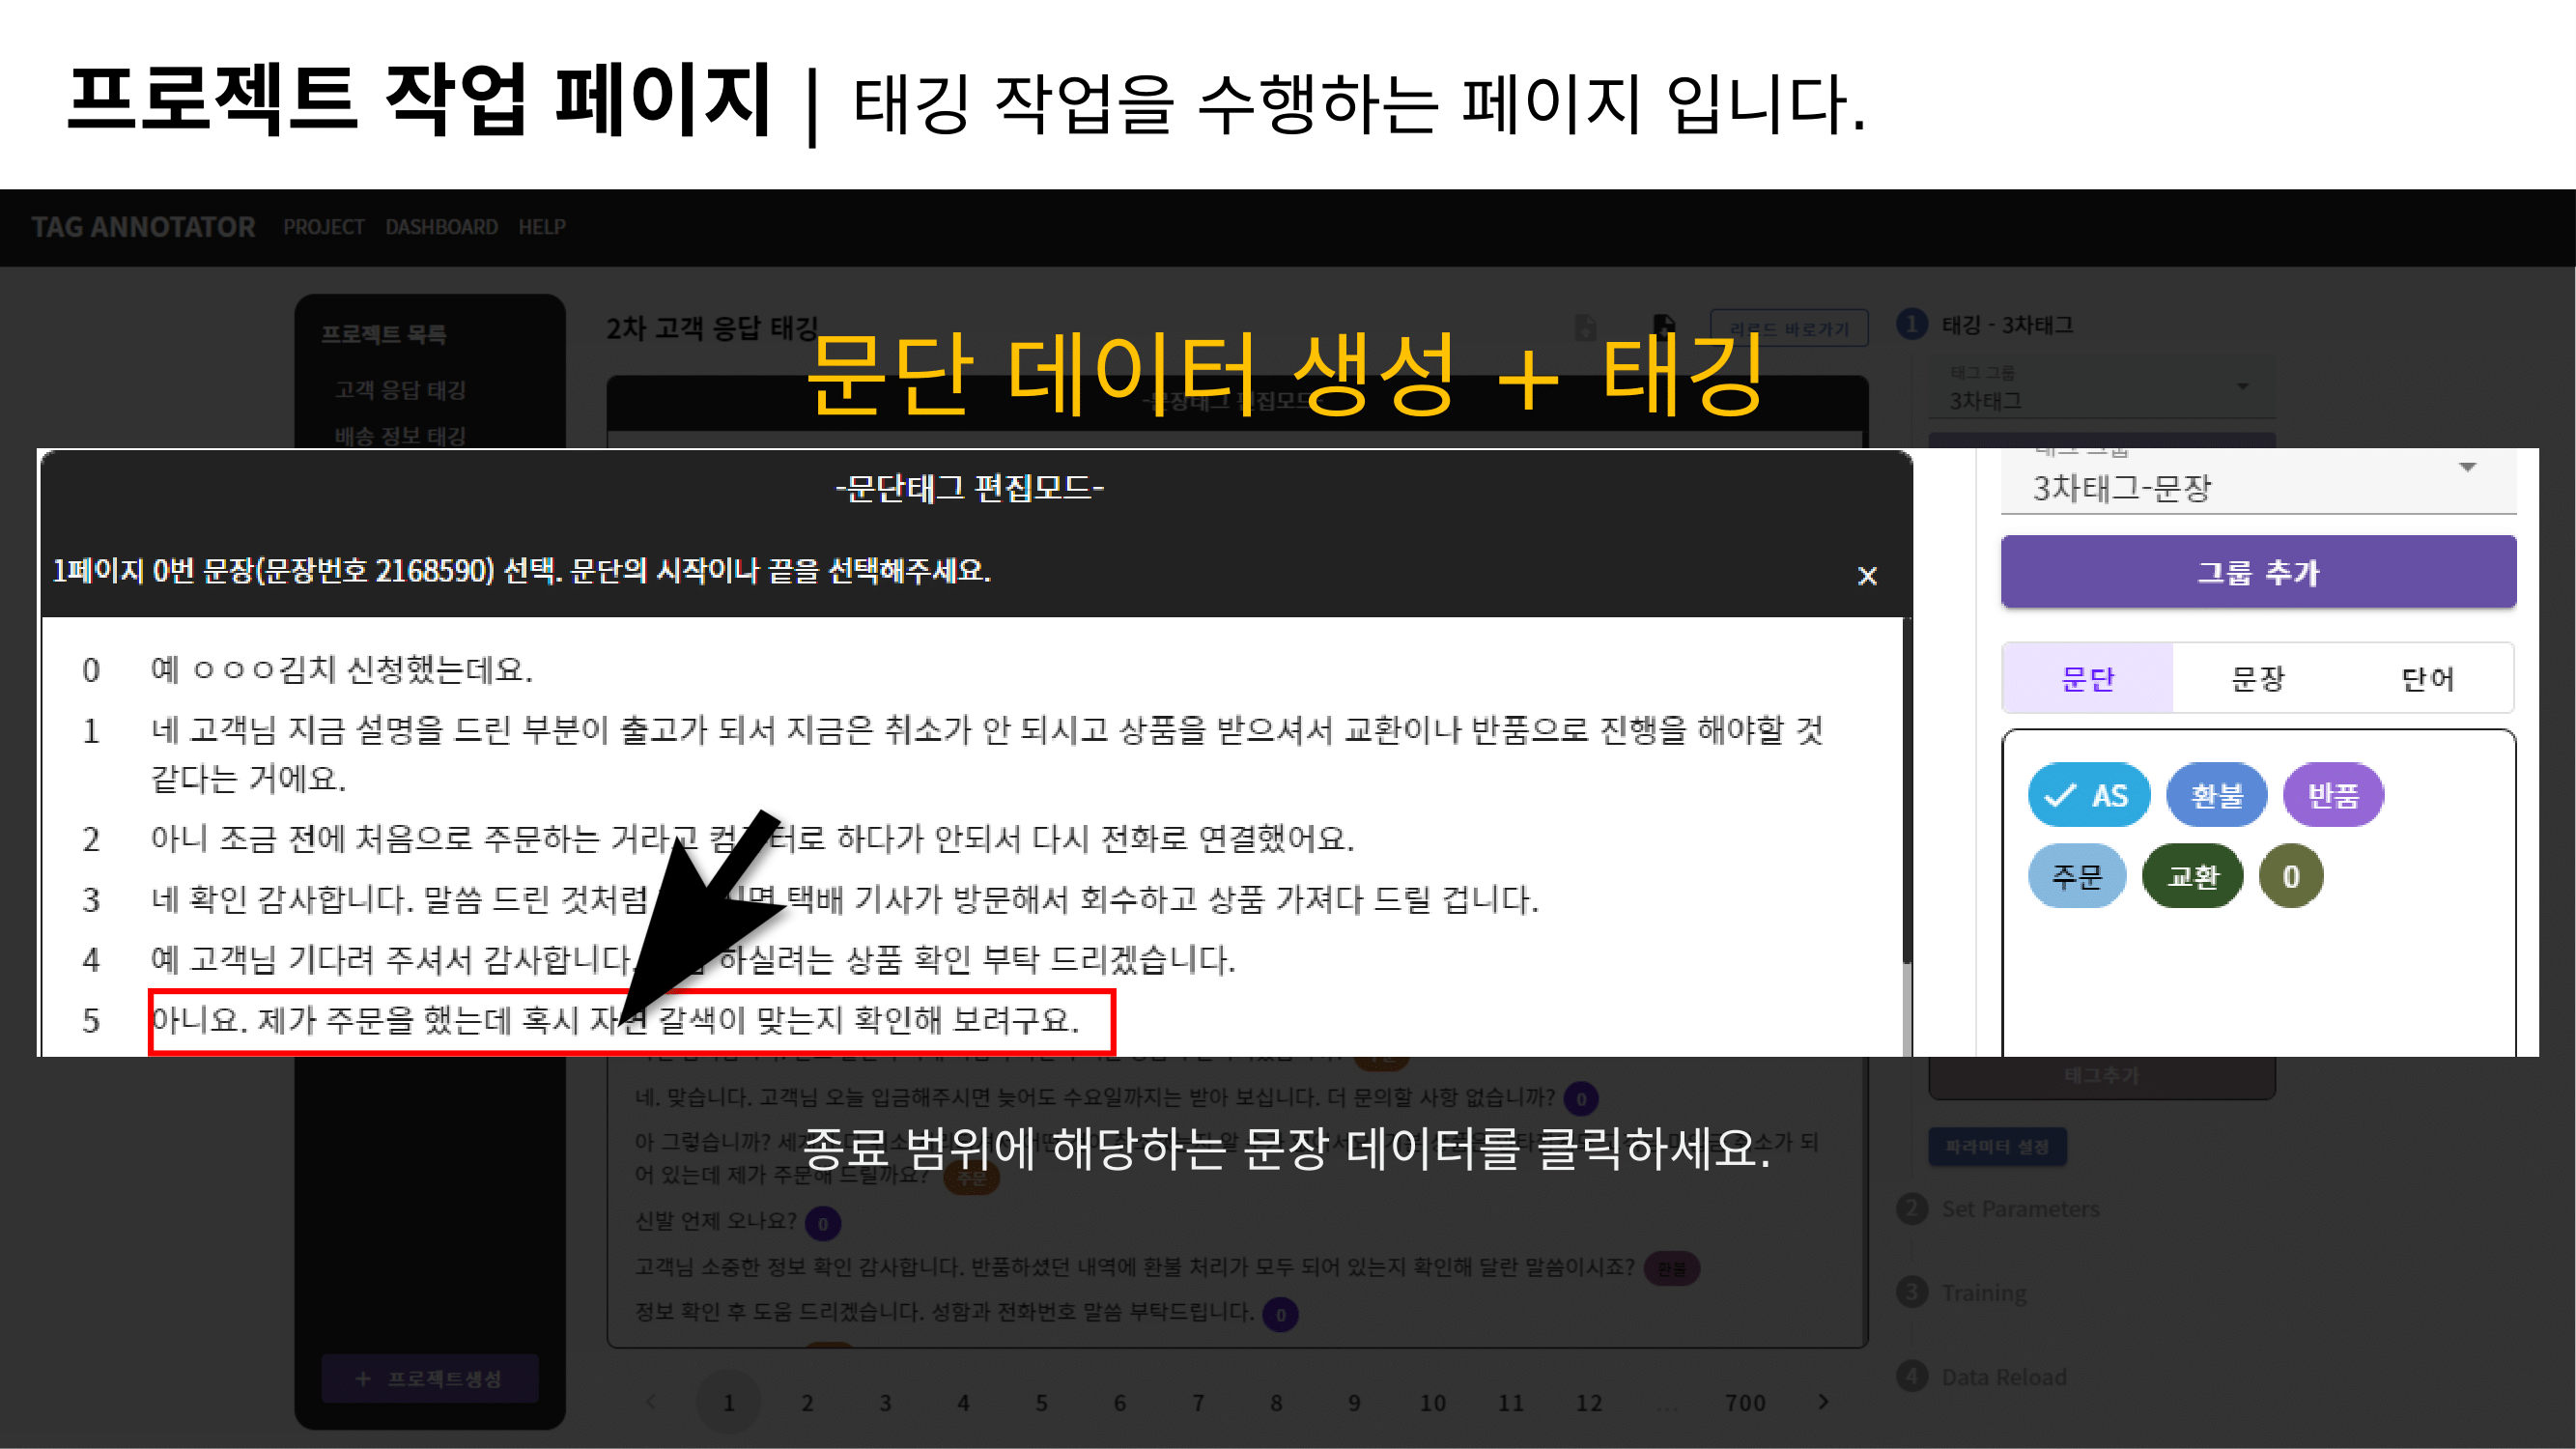 프로젝트 작업 페이지 | 태깅 작업을 수행하는 페이지 입니다.
TAG ANNOTATOR PROJECT DASHBOARD HELP
프로젝트 목록
고객 응답 태깅
배송 정보 태깅
2차 고객 응답 태깅
리로드 바로가기
1 태깅 - 3차태그
태그 그룹
3차태그
문단 데이터 생성 + 태깅
-문장태그 편집모드-
-문단태그 편집모드-
1페이지 0번 문장(문장번호 2168590) 선택. 문단의 시작이나 끝을 선택해주세요.
×
0 예 ㅇㅇㅇ김치 신청했는데요.
1 네 고객님 지금 설명을 드린 부분이 출고가 되서 지금은 취소가 안 되시고 상품을 받으셔서 교환이나 반품으로 진행을 해야할 것
같다는 거에요.
2 아니 조금 전에 처음으로 주문하는 거라고 컴퓨터로 하다가 안되서 다시 전화로 연결했어요.
3 네 확인 감사합니다. 말씀 드린 것처럼 시면 택배 기사가 방문해서 회수하고 상품 가져다 드릴 겁니다.
4 예 고객님 기다려 주셔서 감사합니다. 하실려는 상품 확인 부탁 드리겠습니다.
5 아니요. 제가 주문을 했는데 혹시 자연 갈색이 맞는지 확인해 보려구요.
태그 그룹
3차태그-문장
그룹 추가
문단 문장 단어
AS 환불 반품
주문 교환 0
네. 맞습니다. 고객님 오늘 입금해주시면 늦어도 수요일까지는 받아 보십니다. 더 문의할 사항 없습니까? 0
아 그렇습니까? 소가 되
어 있는데 제가 주문해 드릴까요? 주문
종료 범위에 해당하는 문장 데이터를 클릭하세요.
신발 언제 오나요? 0
고객님 소중한 정보 확인 감사합니다. 반품하셨던 내역에 환불 처리가 모두 되어 있는지 확인해 달란 말씀이시죠? 환불
정보 확인 후 도움 드리겠습니다. 성함과 전화번호 말씀 부탁드립니다. 0
태그추가
파라미터 설정
2 Set Parameters
3 Training
4 Data Reload
+ 프로젝트생성
< 1 2 3 4 5 6 7 8 9 10 11 12 ... 700 >